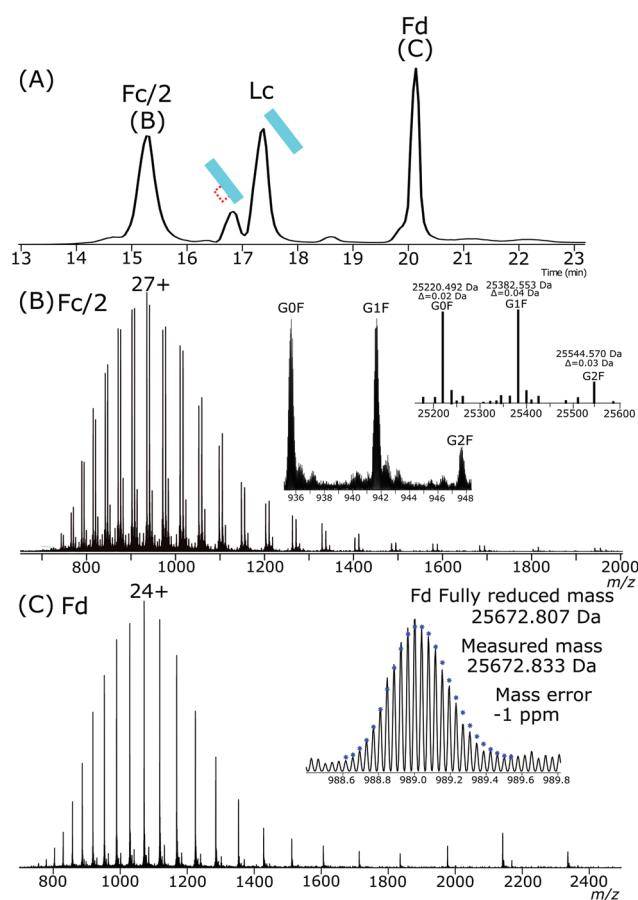 (A)
Fc/2
(B)
Lc
Fd
(C)
13 14 15 16 17 18 19 20 21 22 23
Time (min)
(B) Fc/2
27+
G0F G1F G2F
936 938 940 942 944 946 948
25220.492 Da
Δ=0.02 Da
G0F
25382.553 Da
Δ=0.04 Da
G1F
25544.570 Da
Δ=0.03 Da
G2F
25200 25300 25400 25500 25600
800 1000 1200 1400 1600 1800 2000
m/z
(C) Fd
24+
Fd Fully reduced mass
25672.807 Da
Measured mass
25672.833 Da
Mass error
-1 ppm
988.6 988.8 989.0 989.2 989.4 989.6 989.8
800 1000 1200 1400 1600 1800 2000 2200 2400
m/z